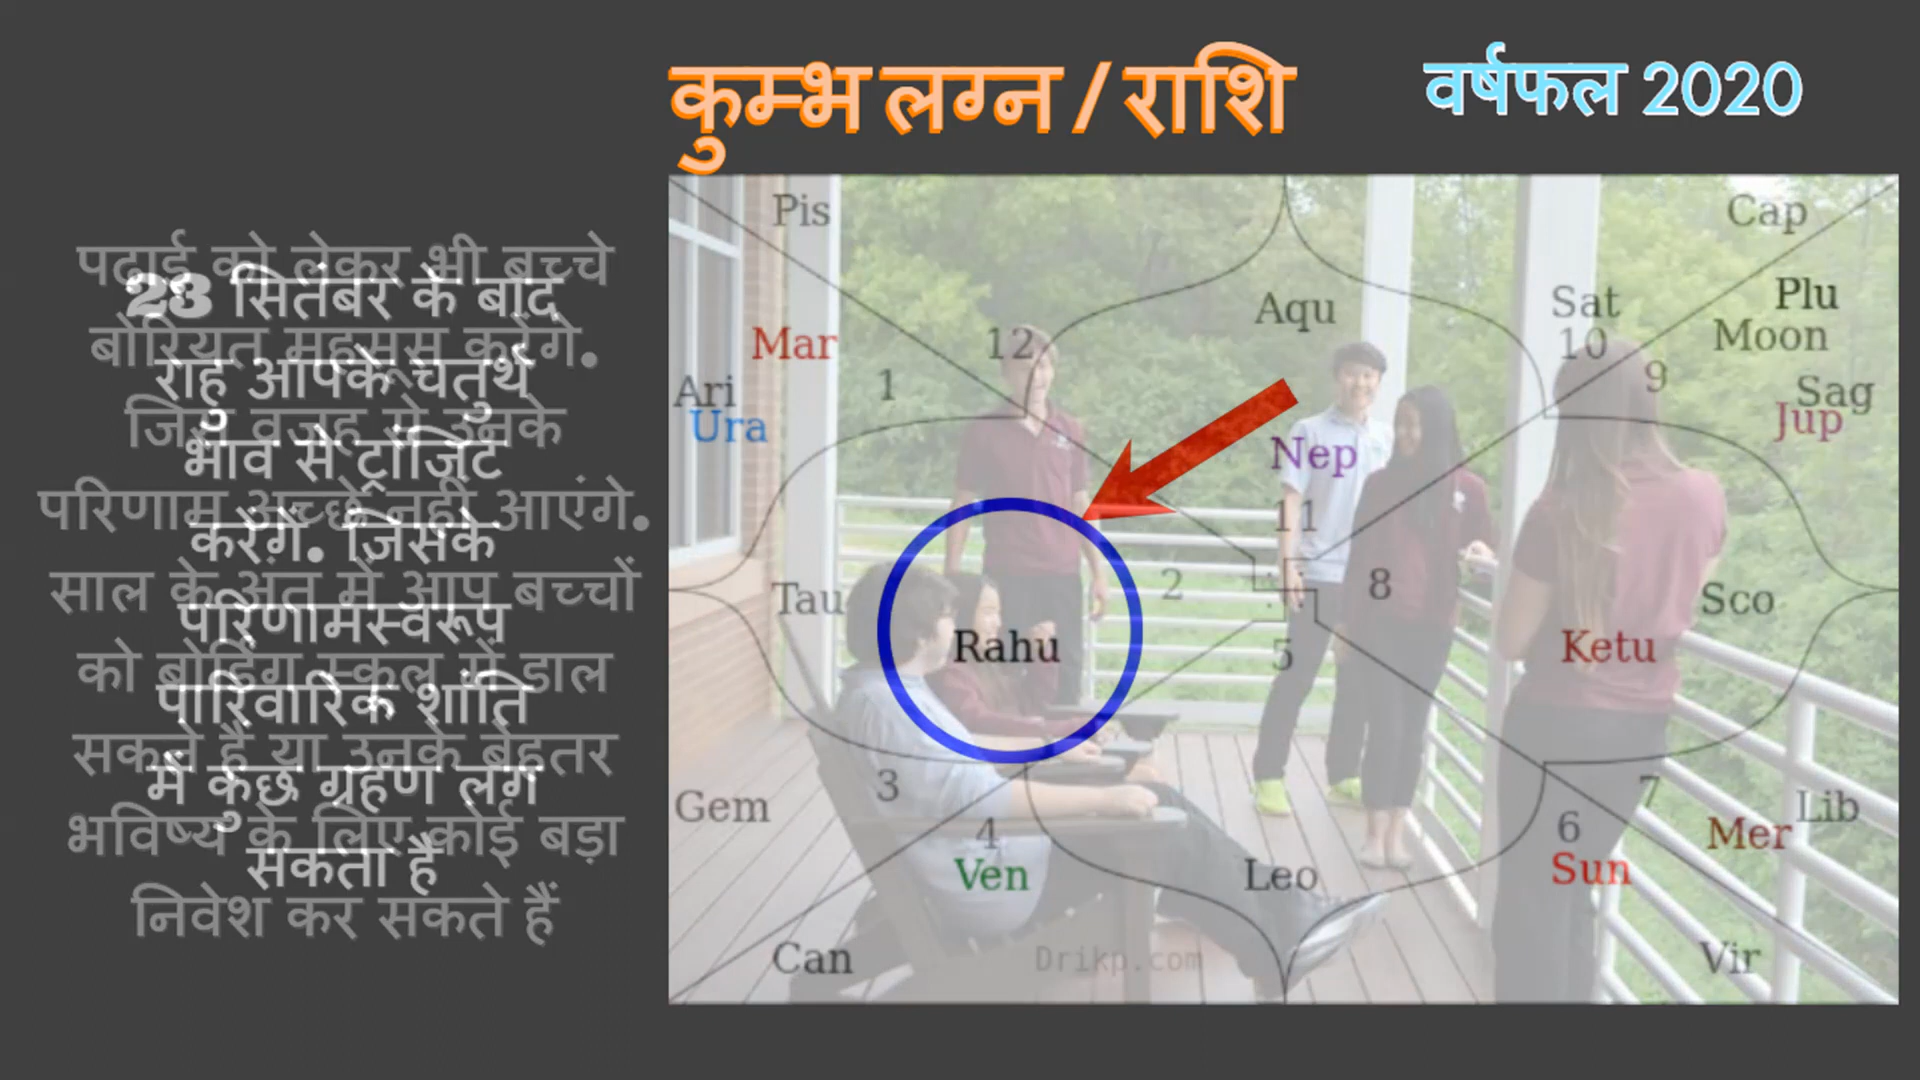 कुम्भ लग्न / राशि
वर्षफल 2020
पढाई को लेकर भी बच्चे
बोरियत महसूस करेंगे.
जिस वजह से उनके
परिणाम अच्छे नहीं आएंगे.
साल के अंत में आप बच्चों
को बोर्डिंग स्कूल में डाल
सकते हैं या उनके बेहतर
भविष्य के लिए कोई बड़ा
निवेश कर सकते हैं
23 सितंबर के बाद
राहु आपके चतुर्थ
भाव से ट्रांजिट
करेंगे. जिसके
परिणामस्वरूप
पारिवारिक शांति
में कुछ ग्रहण लग
सकता है
Pis
Cap
Aqu
Sat
Plu
Mar
12
10
Moon
Ari
1
9
Sag
Ura
Jup
Nep
11
Tau
2
8
Sco
Rahu
5
Ketu
Gem
3
7
Lib
4
6
Mer
Ven
Leo
Sun
Can
Drikp.com
Vir